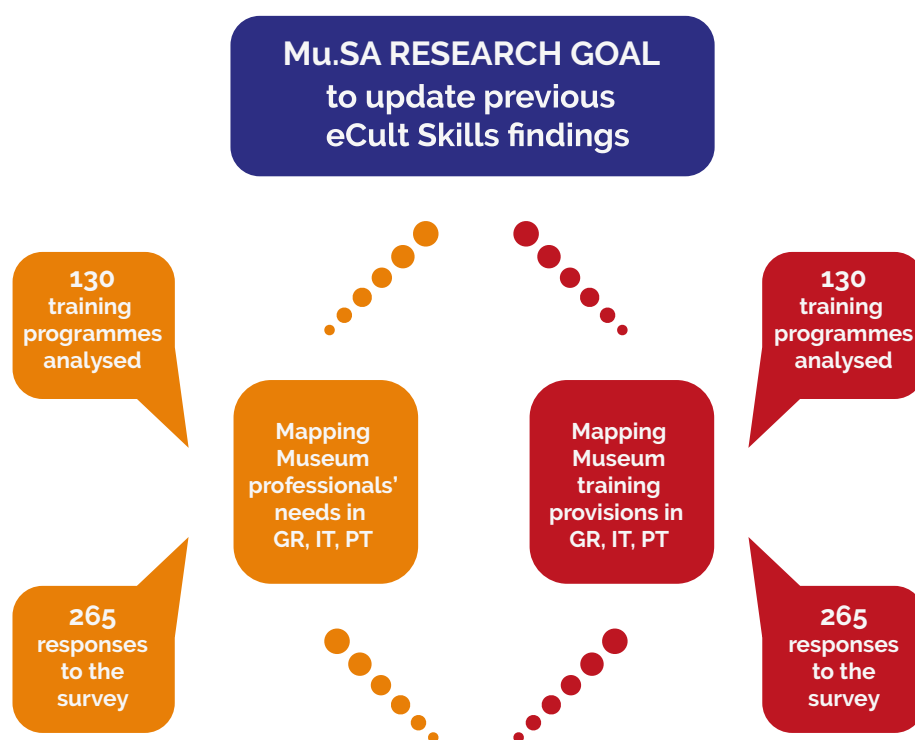 Mu.SA RESEARCH GOAL
to update previous
eCult Skills findings
130
training
programmes
analysed
130
training
programmes
analysed
Mapping
Museum
professionals’
needs in
GR, IT, PT
Mapping
Museum
training
provisions in
GR, IT, PT
265
responses
to the
survey
265
responses
to the
survey